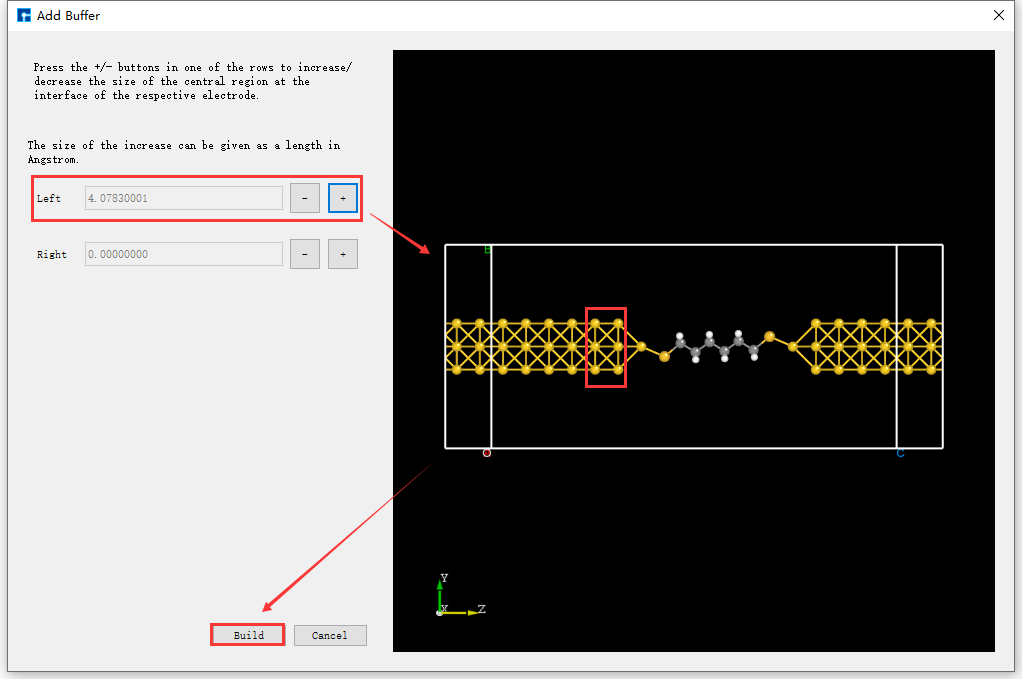 Add Buffer
Press the +/- buttons in one of the rows to increase/
decrease the size of the central region at the
interface of the respective electrode.
The size of the increase can be given as a length in
Angstrom.
Left 4.07830001 - +
Right 0.00000000 - +
B
O
C
Y
X Z
Build Cancel